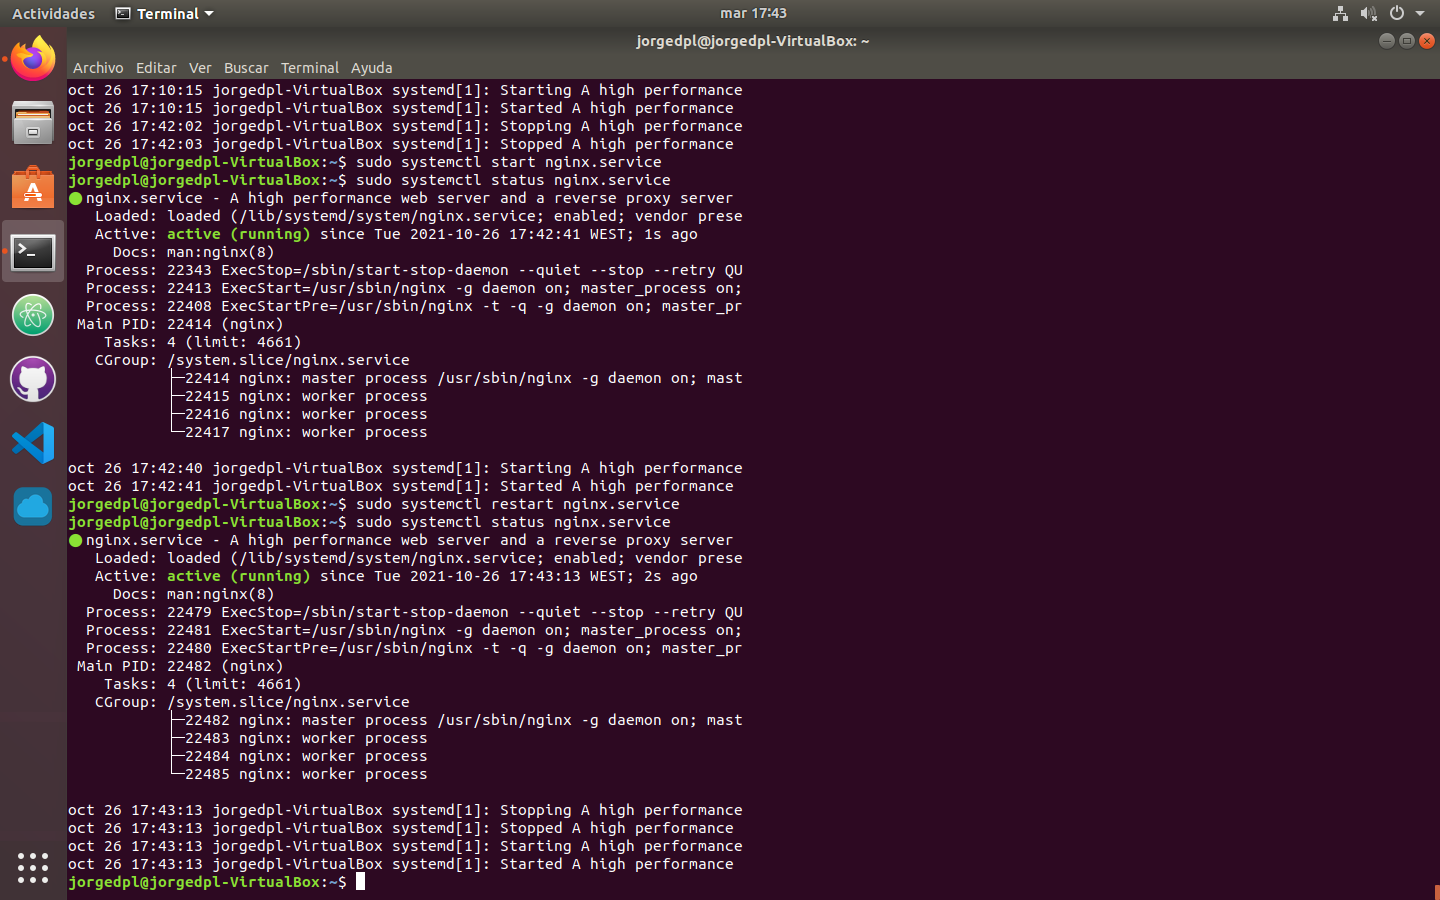 Actividades Terminal mar 17:43
jorgedpl@jorgedpl-VirtualBox: ~
Archivo Editar Ver Buscar Terminal Ayuda
oct 26 17:10:15 jorgedpl-VirtualBox systemd[1]: Starting A high performance
oct 26 17:10:15 jorgedpl-VirtualBox systemd[1]: Started A high performance
oct 26 17:42:02 jorgedpl-VirtualBox systemd[1]: Stopping A high performance
oct 26 17:42:03 jorgedpl-VirtualBox systemd[1]: Stopped A high performance
jorgedpl@jorgedpl-VirtualBox:~$ sudo systemctl start nginx.service
jorgedpl@jorgedpl-VirtualBox:~$ sudo systemctl status nginx.service
● nginx.service - A high performance web server and a reverse proxy server
   Loaded: loaded (/lib/systemd/system/nginx.service; enabled; vendor prese
   Active: active (running) since Tue 2021-10-26 17:42:41 WEST; 1s ago
     Docs: man:nginx(8)
  Process: 22343 ExecStop=/sbin/start-stop-daemon --quiet --stop --retry QU
  Process: 22413 ExecStart=/usr/sbin/nginx -g daemon on; master_process on;
  Process: 22408 ExecStartPre=/usr/sbin/nginx -t -q -g daemon on; master_pr
 Main PID: 22414 (nginx)
    Tasks: 4 (limit: 4661)
   CGroup: /system.slice/nginx.service
           ├─22414 nginx: master process /usr/sbin/nginx -g daemon on; mast
           ├─22415 nginx: worker process
           ├─22416 nginx: worker process
           └─22417 nginx: worker process
oct 26 17:42:40 jorgedpl-VirtualBox systemd[1]: Starting A high performance
oct 26 17:42:41 jorgedpl-VirtualBox systemd[1]: Started A high performance
jorgedpl@jorgedpl-VirtualBox:~$ sudo systemctl restart nginx.service
jorgedpl@jorgedpl-VirtualBox:~$ sudo systemctl status nginx.service
● nginx.service - A high performance web server and a reverse proxy server
   Loaded: loaded (/lib/systemd/system/nginx.service; enabled; vendor prese
   Active: active (running) since Tue 2021-10-26 17:43:13 WEST; 2s ago
     Docs: man:nginx(8)
  Process: 22479 ExecStop=/sbin/start-stop-daemon --quiet --stop --retry QU
  Process: 22481 ExecStart=/usr/sbin/nginx -g daemon on; master_process on;
  Process: 22480 ExecStartPre=/usr/sbin/nginx -t -q -g daemon on; master_pr
 Main PID: 22482 (nginx)
    Tasks: 4 (limit: 4661)
   CGroup: /system.slice/nginx.service
           ├─22482 nginx: master process /usr/sbin/nginx -g daemon on; mast
           ├─22483 nginx: worker process
           ├─22484 nginx: worker process
           └─22485 nginx: worker process
oct 26 17:43:13 jorgedpl-VirtualBox systemd[1]: Stopping A high performance
oct 26 17:43:13 jorgedpl-VirtualBox systemd[1]: Stopped A high performance
oct 26 17:43:13 jorgedpl-VirtualBox systemd[1]: Starting A high performance
oct 26 17:43:13 jorgedpl-VirtualBox systemd[1]: Started A high performance
jorgedpl@jorgedpl-VirtualBox:~$